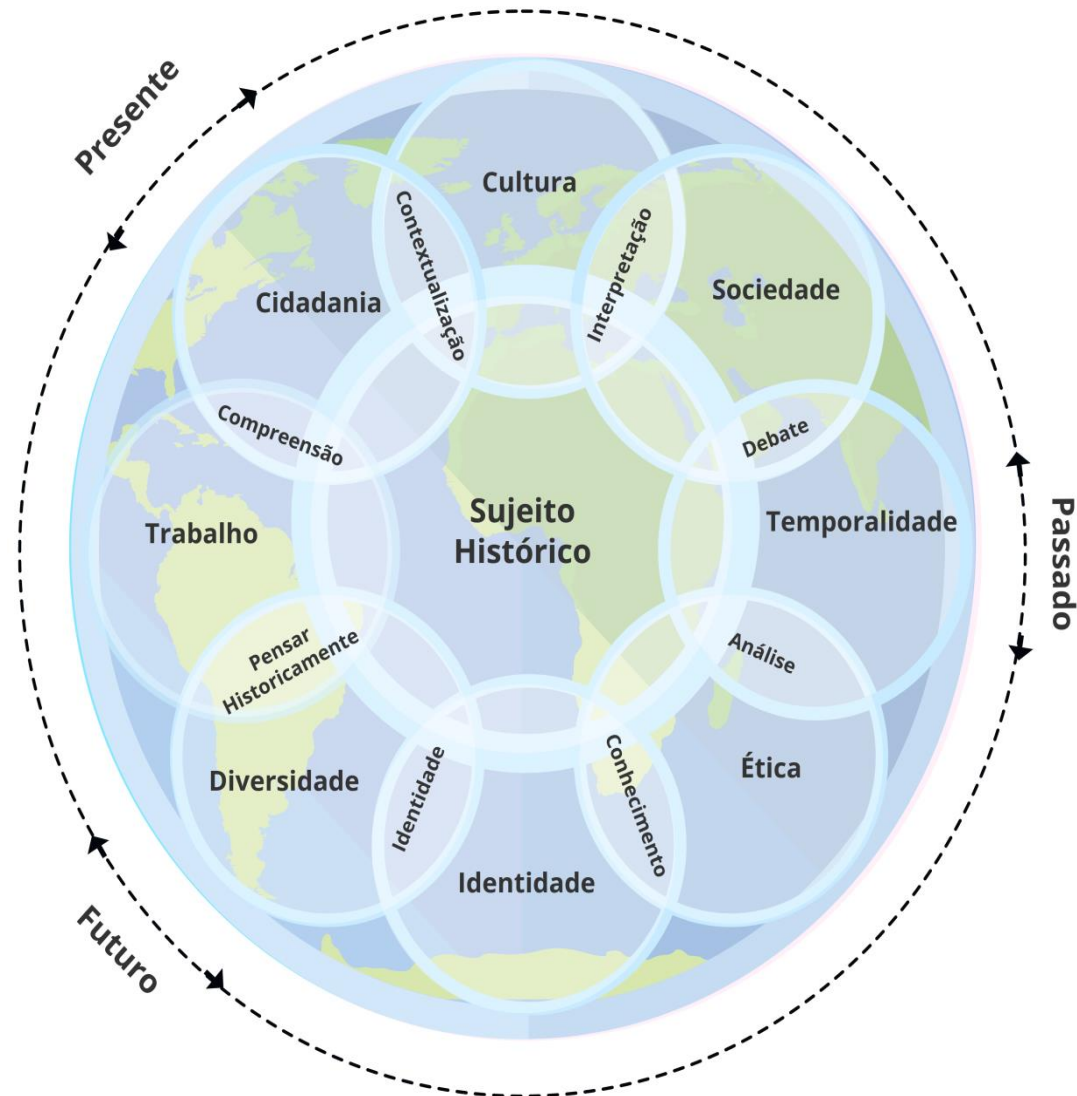 Presente
Cultura
Contextualização
Interpretação
Cidadania
Sociedade
Compreensão
Debate
Sujeito
Histórico
Trabalho
Temporalidade
Passado
Pensar
Historicamente
Análise
Diversidade
Identidade
Conhecimento
Ética
Identidade
Futuro